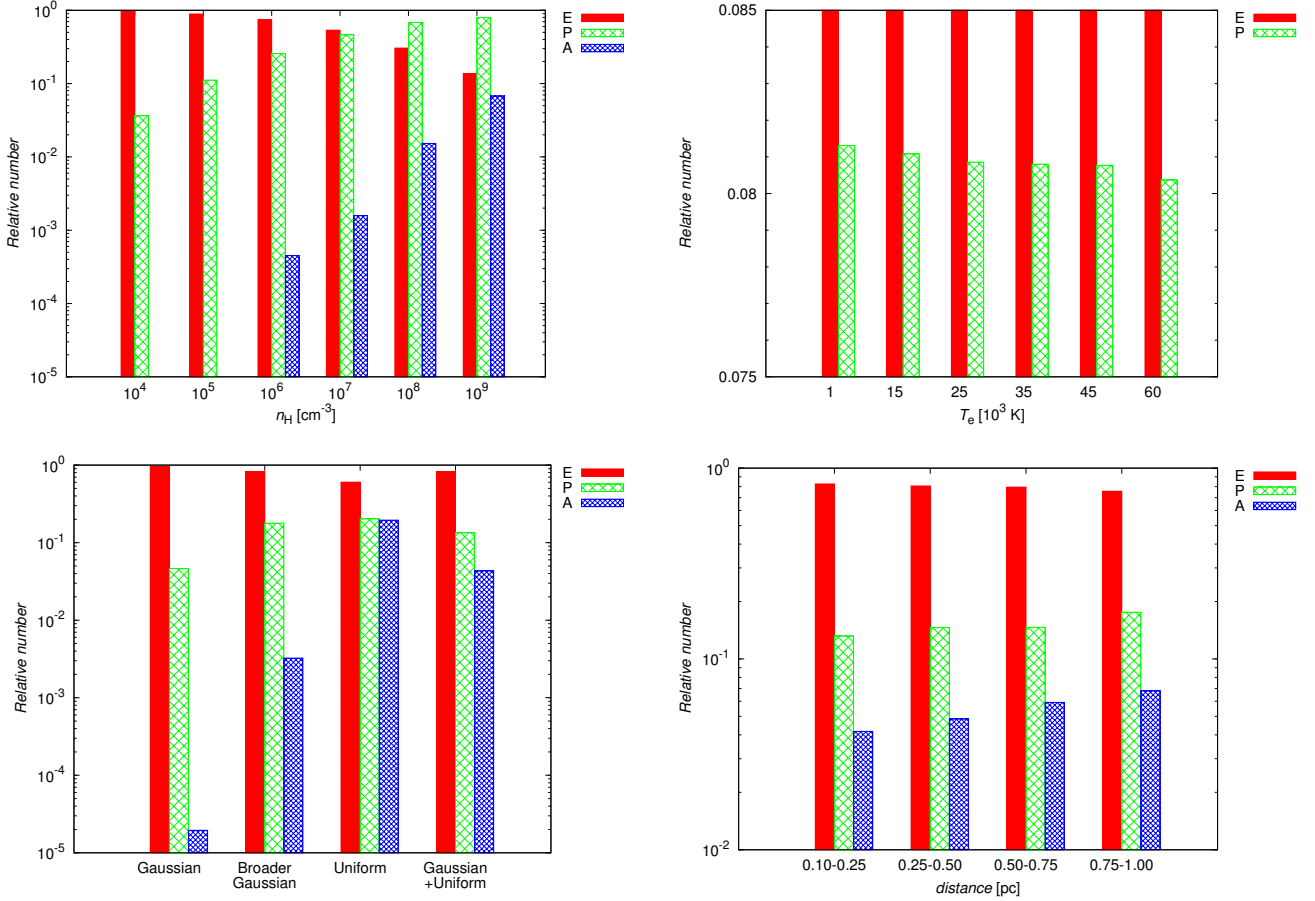 10^0
10^-1
10^-2
10^-3
10^-4
10^-5
Relative number
10^4 10^5 10^6 10^7 10^8 10^9
n_H [cm^-3]
E
P
A
0.085
0.08
0.075
Relative number
1 15 25 35 45 60
T_e [10^3 K]
E
P
10^0
10^-1
10^-2
10^-3
10^-4
10^-5
Relative number
Gaussian Broader Uniform Gaussian
Gaussian +Uniform
E
P
A
10^0
10^-1
10^-2
Relative number
0.10-0.25 0.25-0.50 0.50-0.75 0.75-1.00
distance [pc]
E
P
A